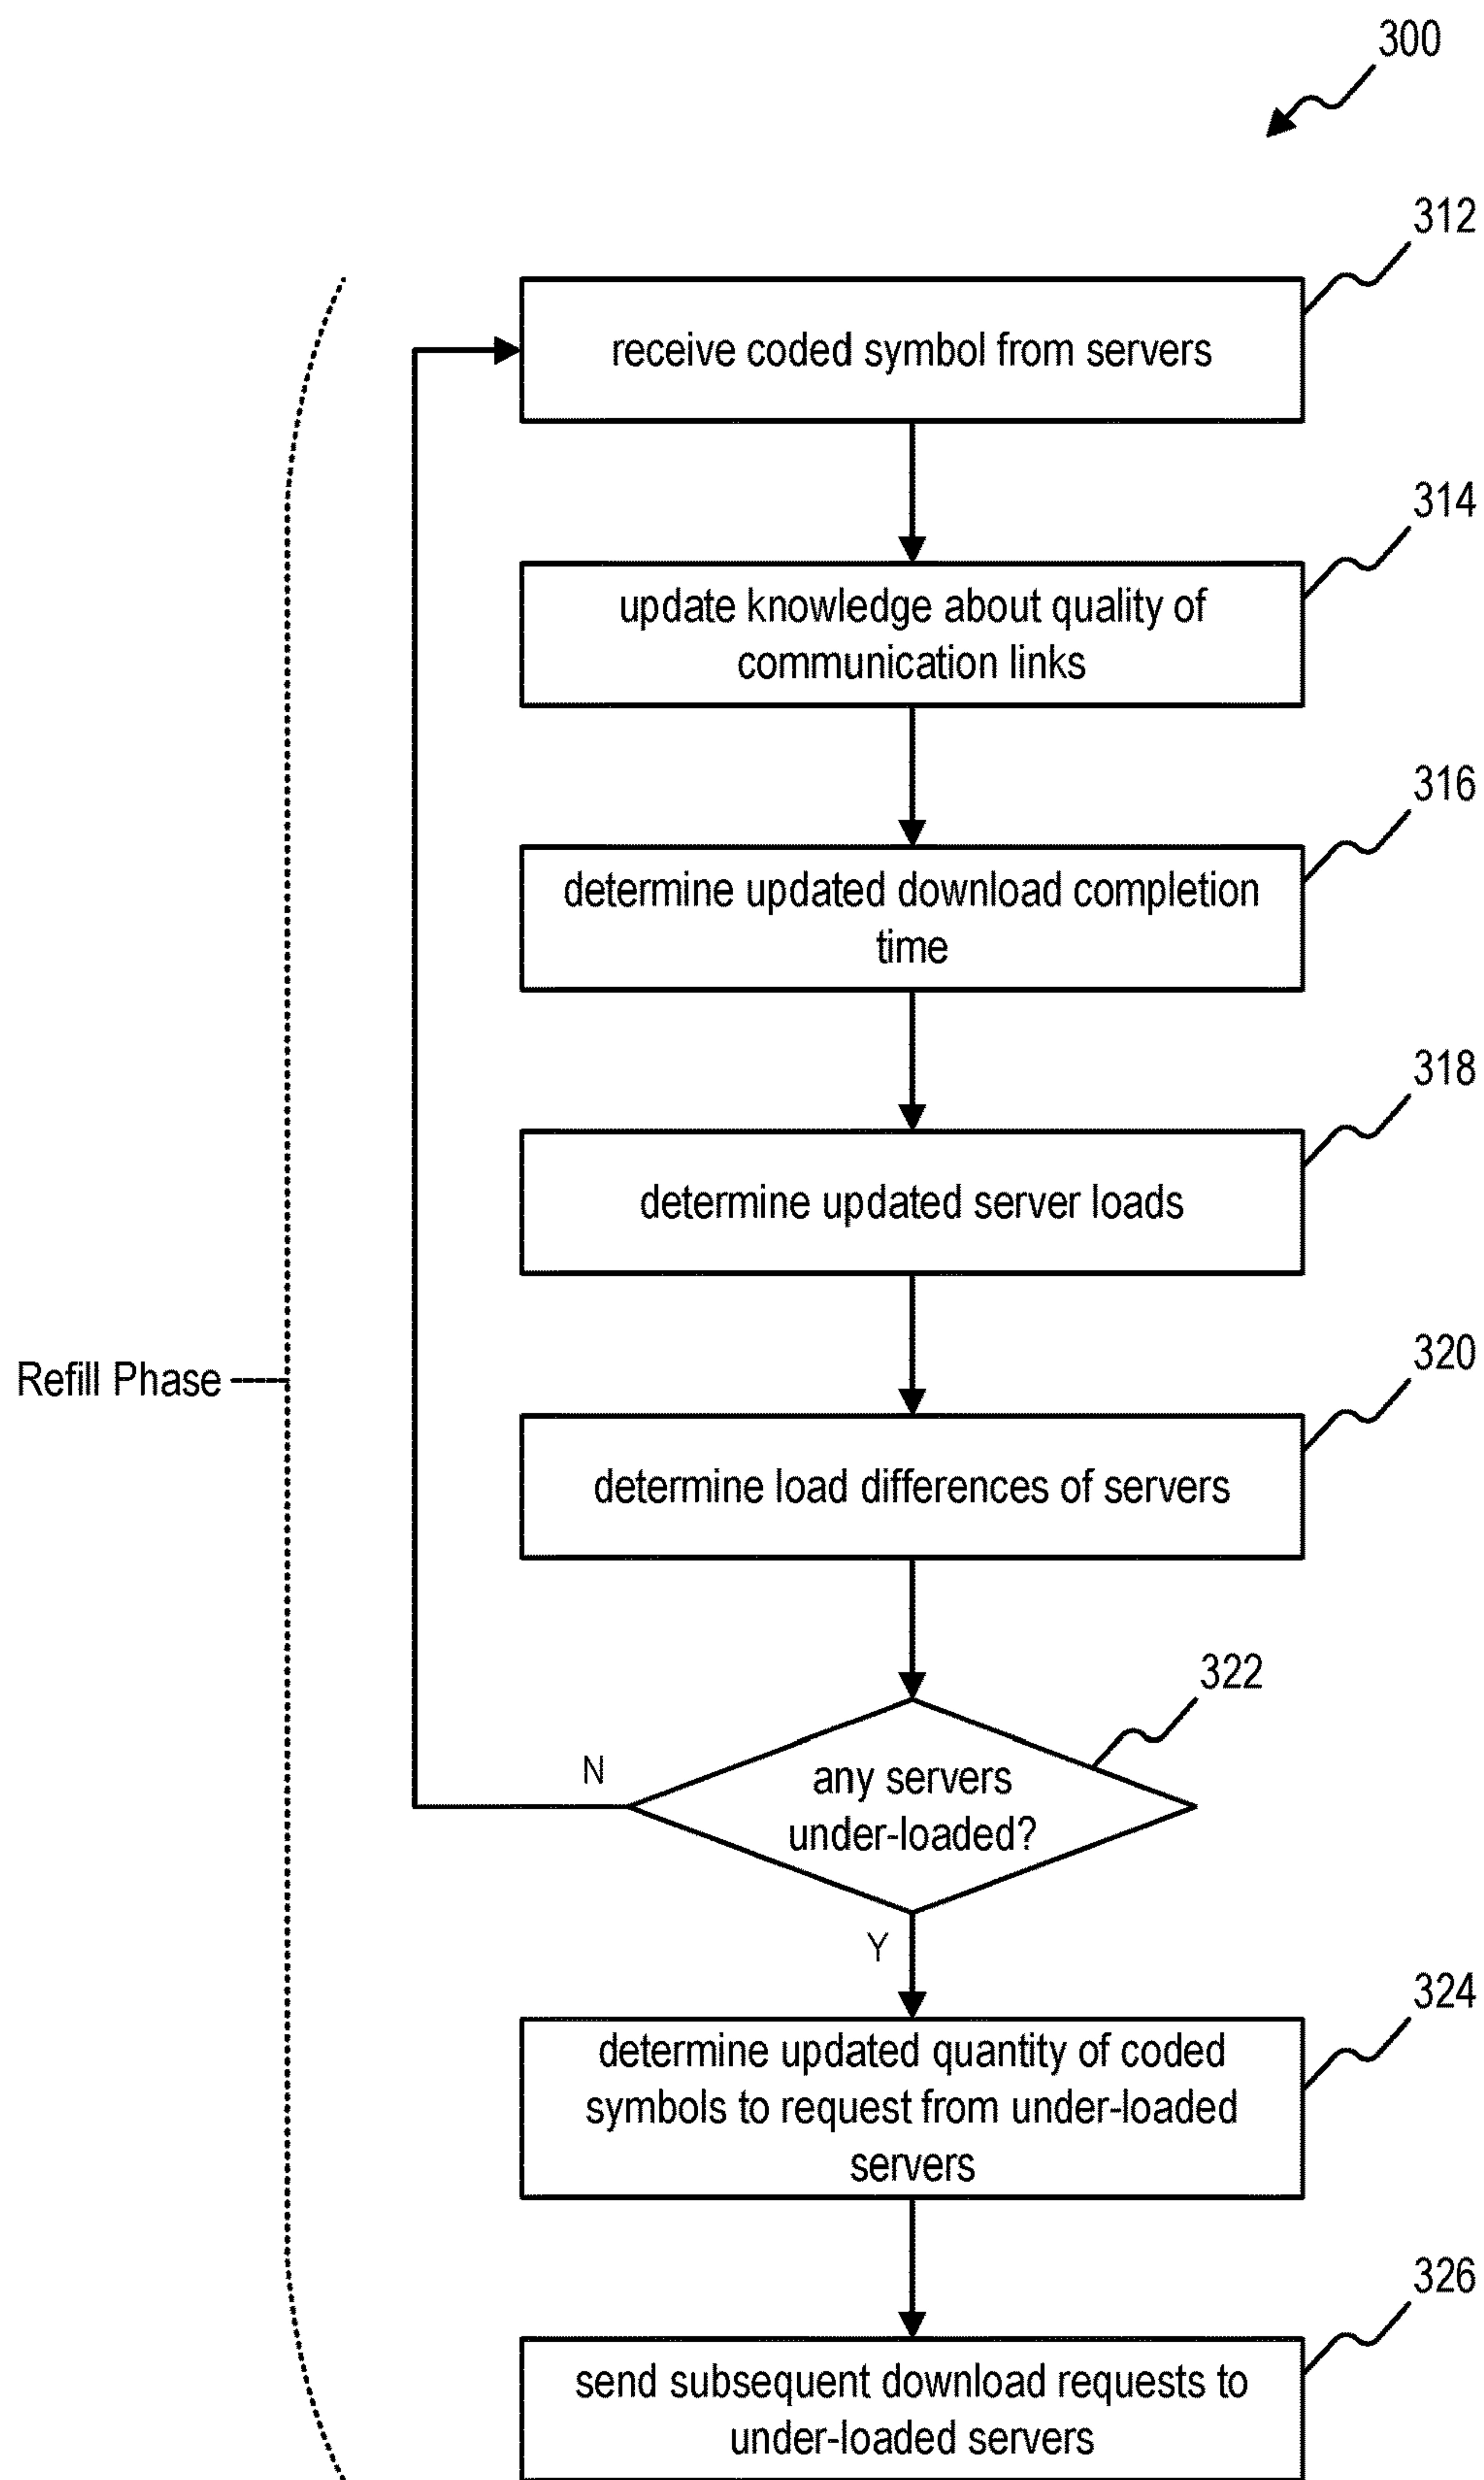 300
312
receive coded symbol from servers
314
update knowledge about quality of
communication links
316
determine updated download completion
time
318
determine updated server loads
320
Refill Phase
determine load differences of servers
322
any servers
under-loaded?
N
Y
324
determine updated quantity of coded
symbols to request from under-loaded
servers
326
send subsequent download requests to
under-loaded servers